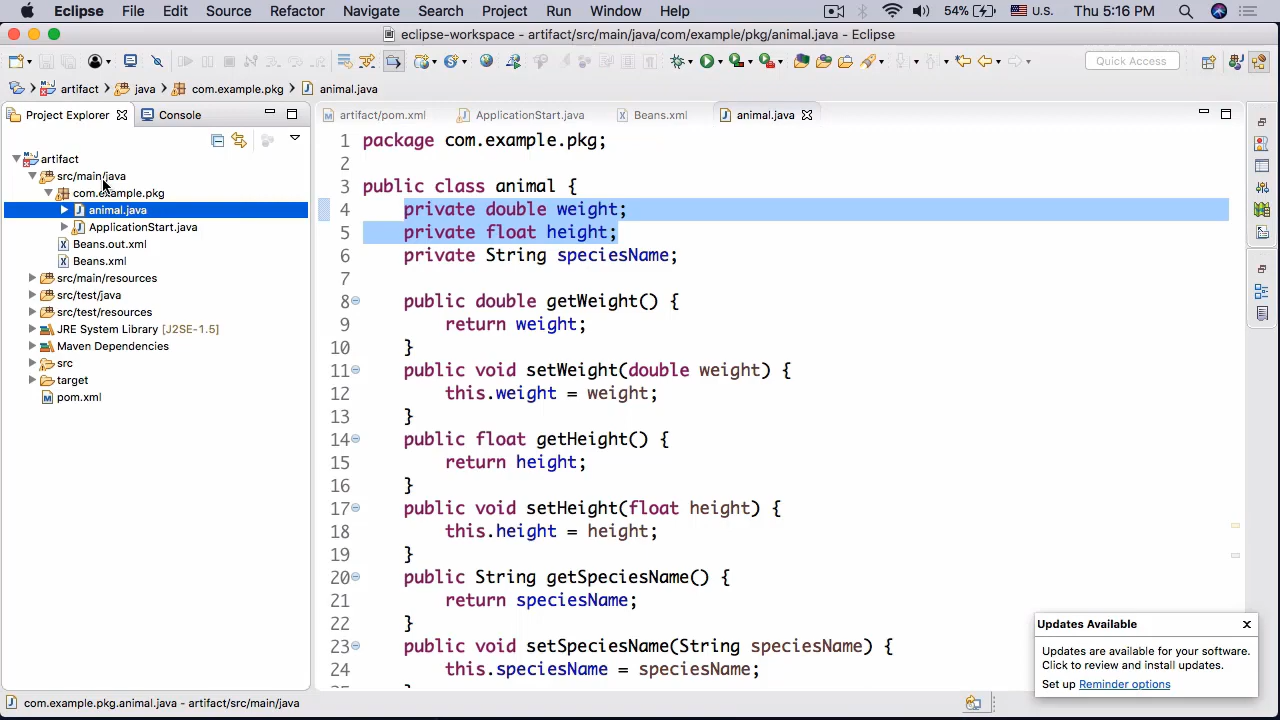 Eclipse File Edit Source Refactor Navigate Search Project Run Window Help 54% U.S. Thu 5:16 PM
eclipse-workspace - artifact/src/main/java/com/example/pkg/animal.java - Eclipse
Quick Access
artifact java com.example.pkg animal.java
Project Explorer Console
artifact/pom.xml ApplicationStart.java Beans.xml animal.java
artifact
src/main/java
com.example.pkg
animal.java
ApplicationStart.java
Beans.out.xml
Beans.xml
src/main/resources
src/test/java
src/test/resources
JRE System Library [J2SE-1.5]
Maven Dependencies
src
target
pom.xml
1 package com.example.pkg;
2
3 public class animal {
4 private double weight;
5 private float height;
6 private String speciesName;
7
8 public double getWeight() {
9 return weight;
10 }
11 public void setWeight(double weight) {
12 this.weight = weight;
13 }
14 public float getHeight() {
15 return height;
16 }
17 public void setHeight(float height) {
18 this.height = height;
19 }
20 public String getSpeciesName() {
21 return speciesName;
22 }
23 public void setSpeciesName(String speciesName) {
24 this.speciesName = speciesName;
Updates Available
Updates are available for your software.
Click to review and install updates.
Set up Reminder options
com.example.pkg.animal.java - artifact/src/main/java